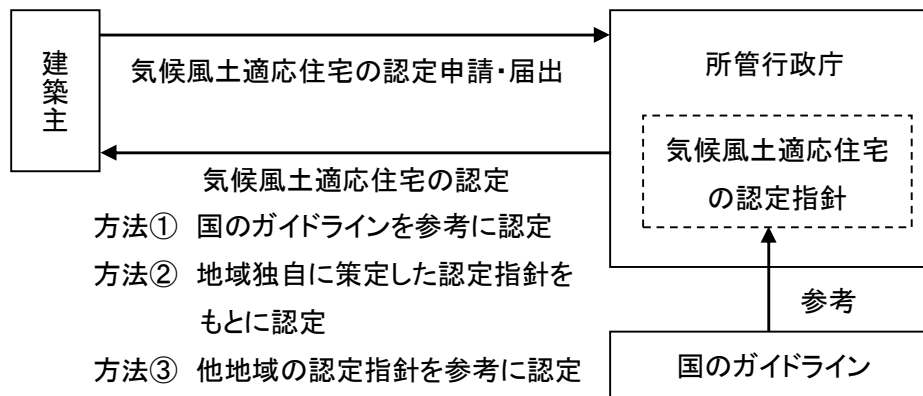 建築主
気候風土適応住宅の認定申請・届出
所管行政庁
気候風土適応住宅
の認定指針
気候風土適応住宅の認定
方法① 国のガイドラインを参考に認定
方法② 地域独自に策定した認定指針を
もとに認定
方法③ 他地域の認定指針を参考に認定
参考
国のガイドライン